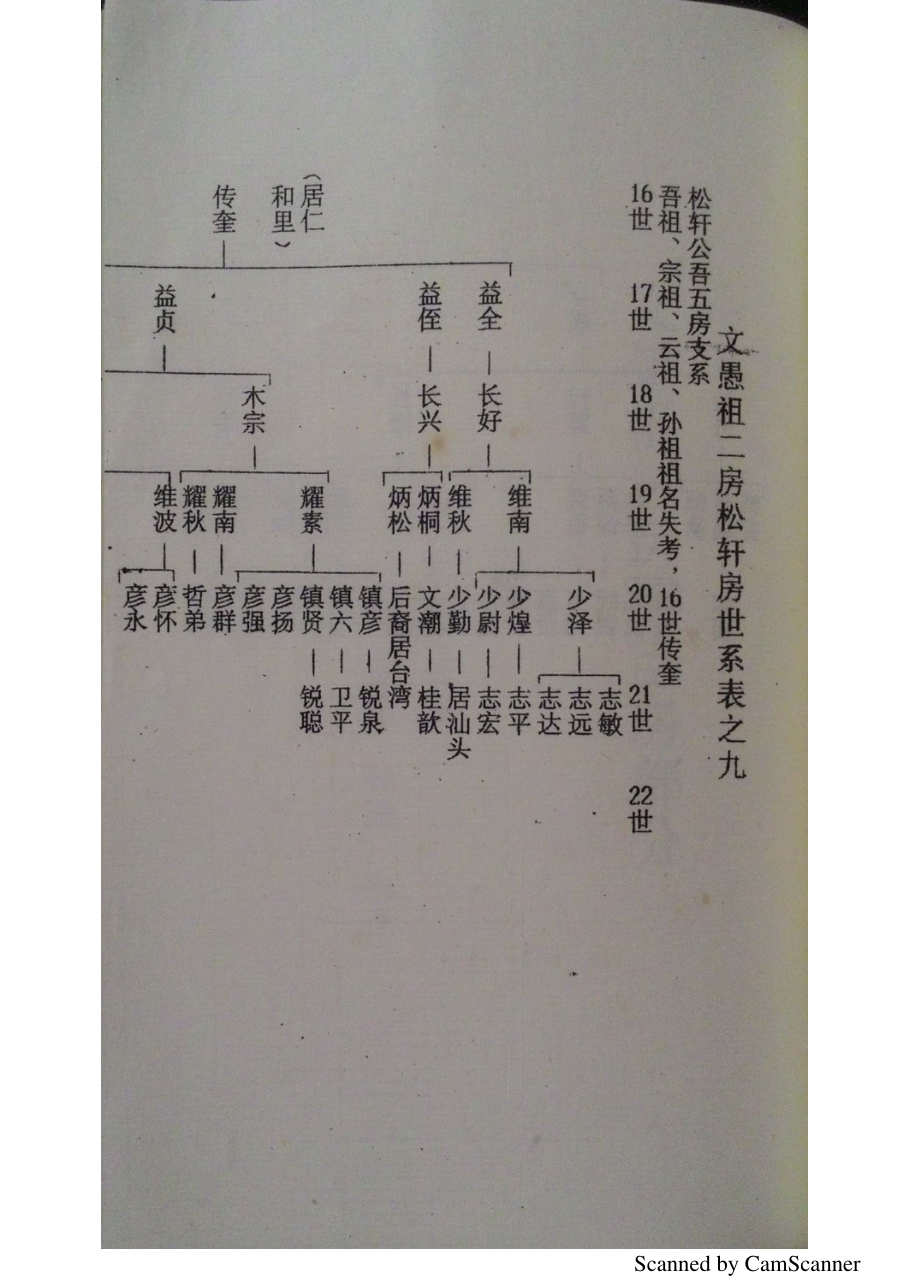 文愚祖二房松轩房世系表之九
松轩公吾五房支系
吾祖、宗祖、云祖、孙祖祖名失考，16世传奎
16世 17世 18世 19世 20世 21世 22世
志敏
少泽 志远
志达
益全 长好 维南 少煌 志平
少尉 志宏
维秋 少勤 居汕头
益侄 长兴 炳桐 文潮 桂歆
炳松 后裔居台湾
镇彦 锐泉
镇六 卫平
(居仁 耀素 镇贤 锐聪
和里) 彦扬
木宗 彦强
传奎 耀南 彦群
耀秋 哲弟
益贞 维波 彦怀
彦永
Scanned by CamScanner